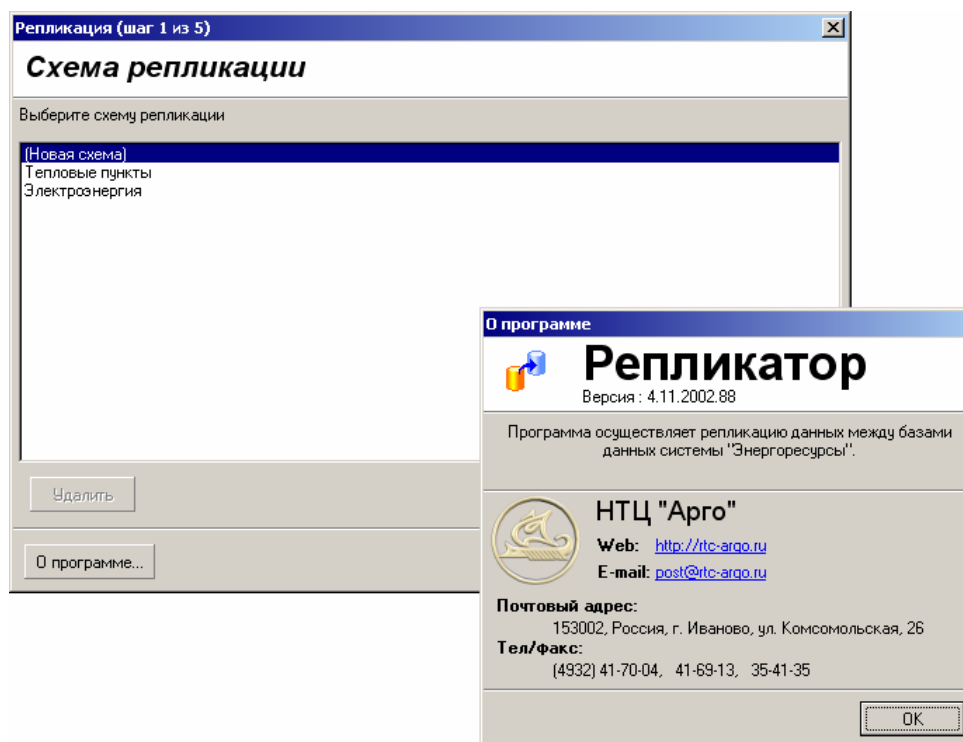 Репликация (шаг 1 из 5)
Схема репликации
Выберите схему репликации
(Новая схема)
Тепловые пункты
Электроэнергия
Удалить
О программе...
О программе
Репликатор
Версия : 4.11.2002.88
Программа осуществляет репликацию данных между базами
данных системы "Энергоресурсы".
НТЦ "Арго"
Web: http://rtc-argo.ru
E-mail: post@rtc-argo.ru
Почтовый адрес:
153002, Россия, г. Иваново, ул. Комсомольская, 26
Тел/факс:
(4932) 41-70-04, 41-69-13, 35-41-35
OK